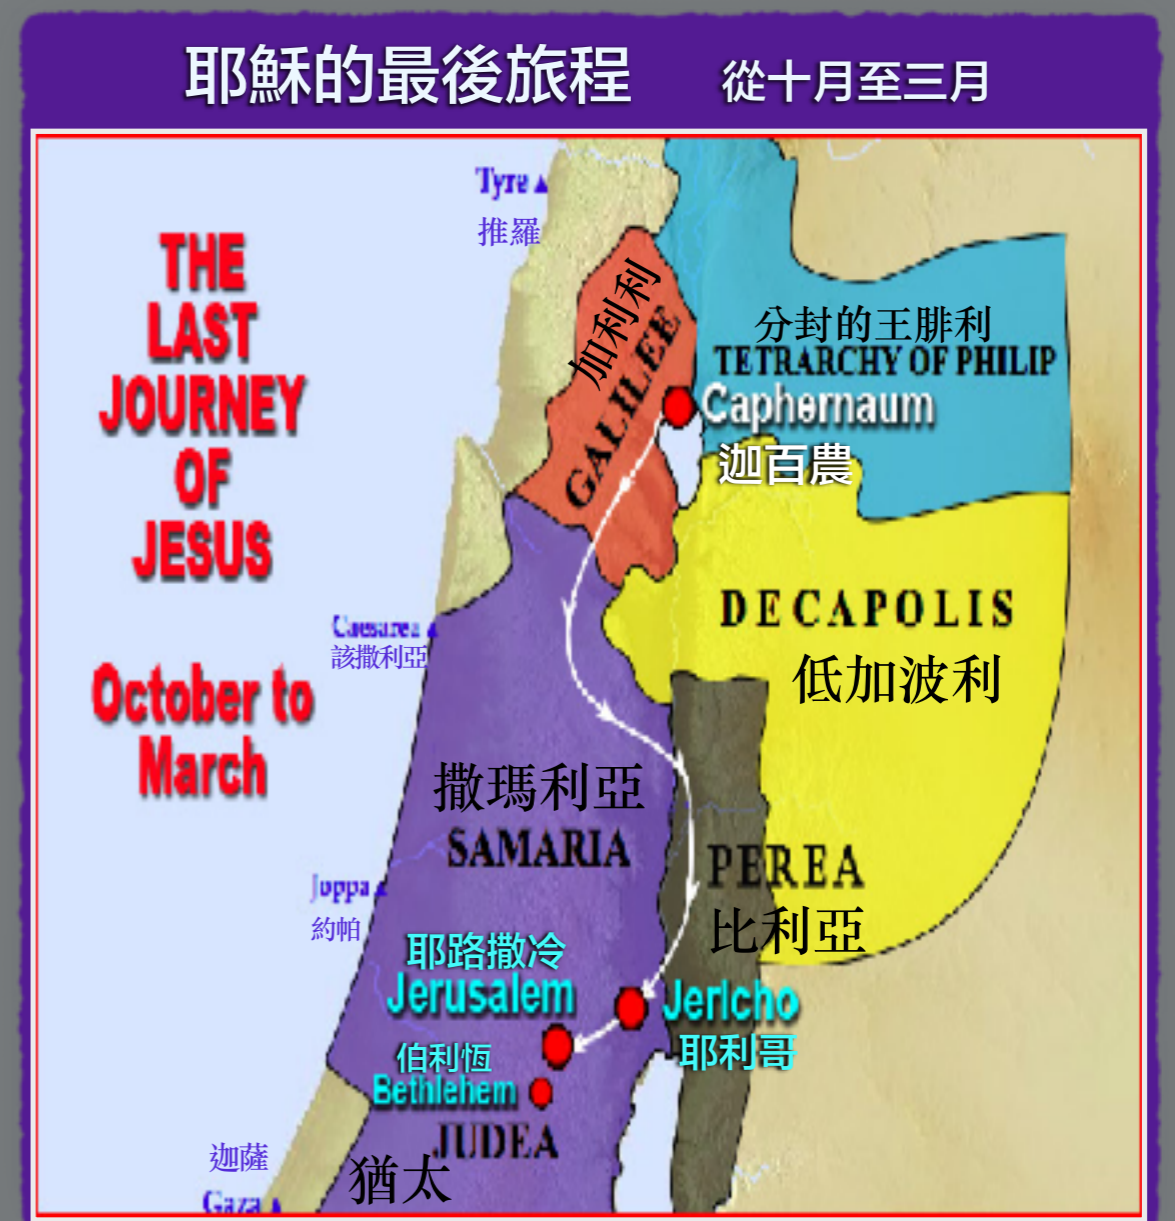 耶穌的最後旅程 從十月至三月
Tyre
推羅
THE
LAST
JOURNEY
OF
JESUS
October to
March
加利利
GALILEE
分封的王腓利
TETRARCHY OF PHILIP
Caphernaum
迦百農
DECAPOLIS
低加波利
Caesarea
該撒利亞
撒瑪利亞
SAMARIA
PEREA
比利亞
Joppa
約帕
耶路撒冷
Jerusalem
Jericho
耶利哥
伯利恆
Bethlehem
JUDEA
猶太
迦薩
Gaza